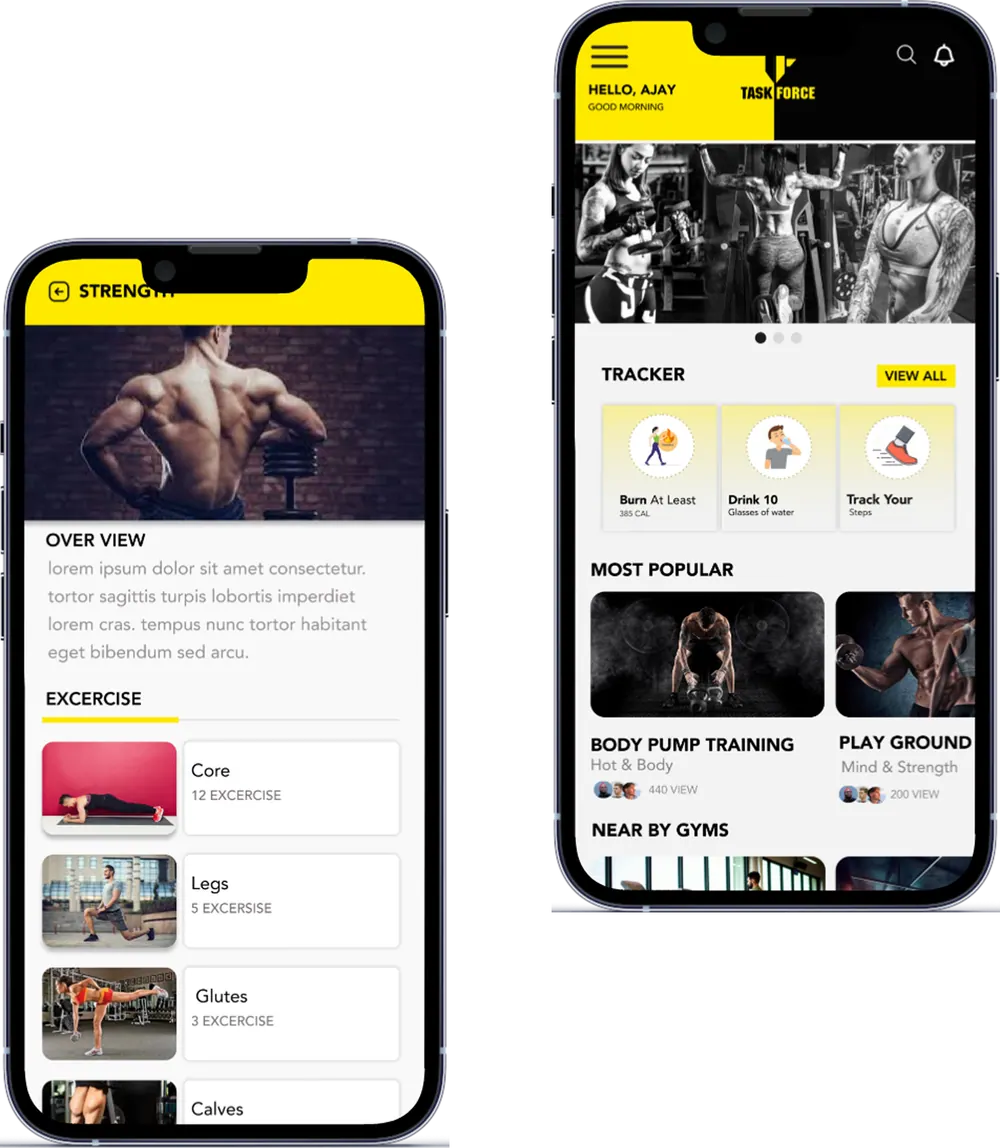 STRENGTH
OVER VIEW
lorem ipsum dolor sit amet consectetur.
tortor sagittis turpis lobortis imperdiet
lorem cras. tempus nunc tortor habitant
eget bibendum sed arcu.
EXCERCISE
Core
12 EXCERCISE
Legs
5 EXCERSISE
Glutes
3 EXCERCISE
Calves
HELLO, AJAY
GOOD MORNING
TASK FORCE
TRACKER
VIEW ALL
Burn At Least
385 CAL
Drink 10
Glasses of water
Track Your
Steps
MOST POPULAR
BODY PUMP TRAINING
Hot & Body
440 VIEW
PLAY GROUND
Mind & Strength
200 VIEW
NEAR BY GYMS